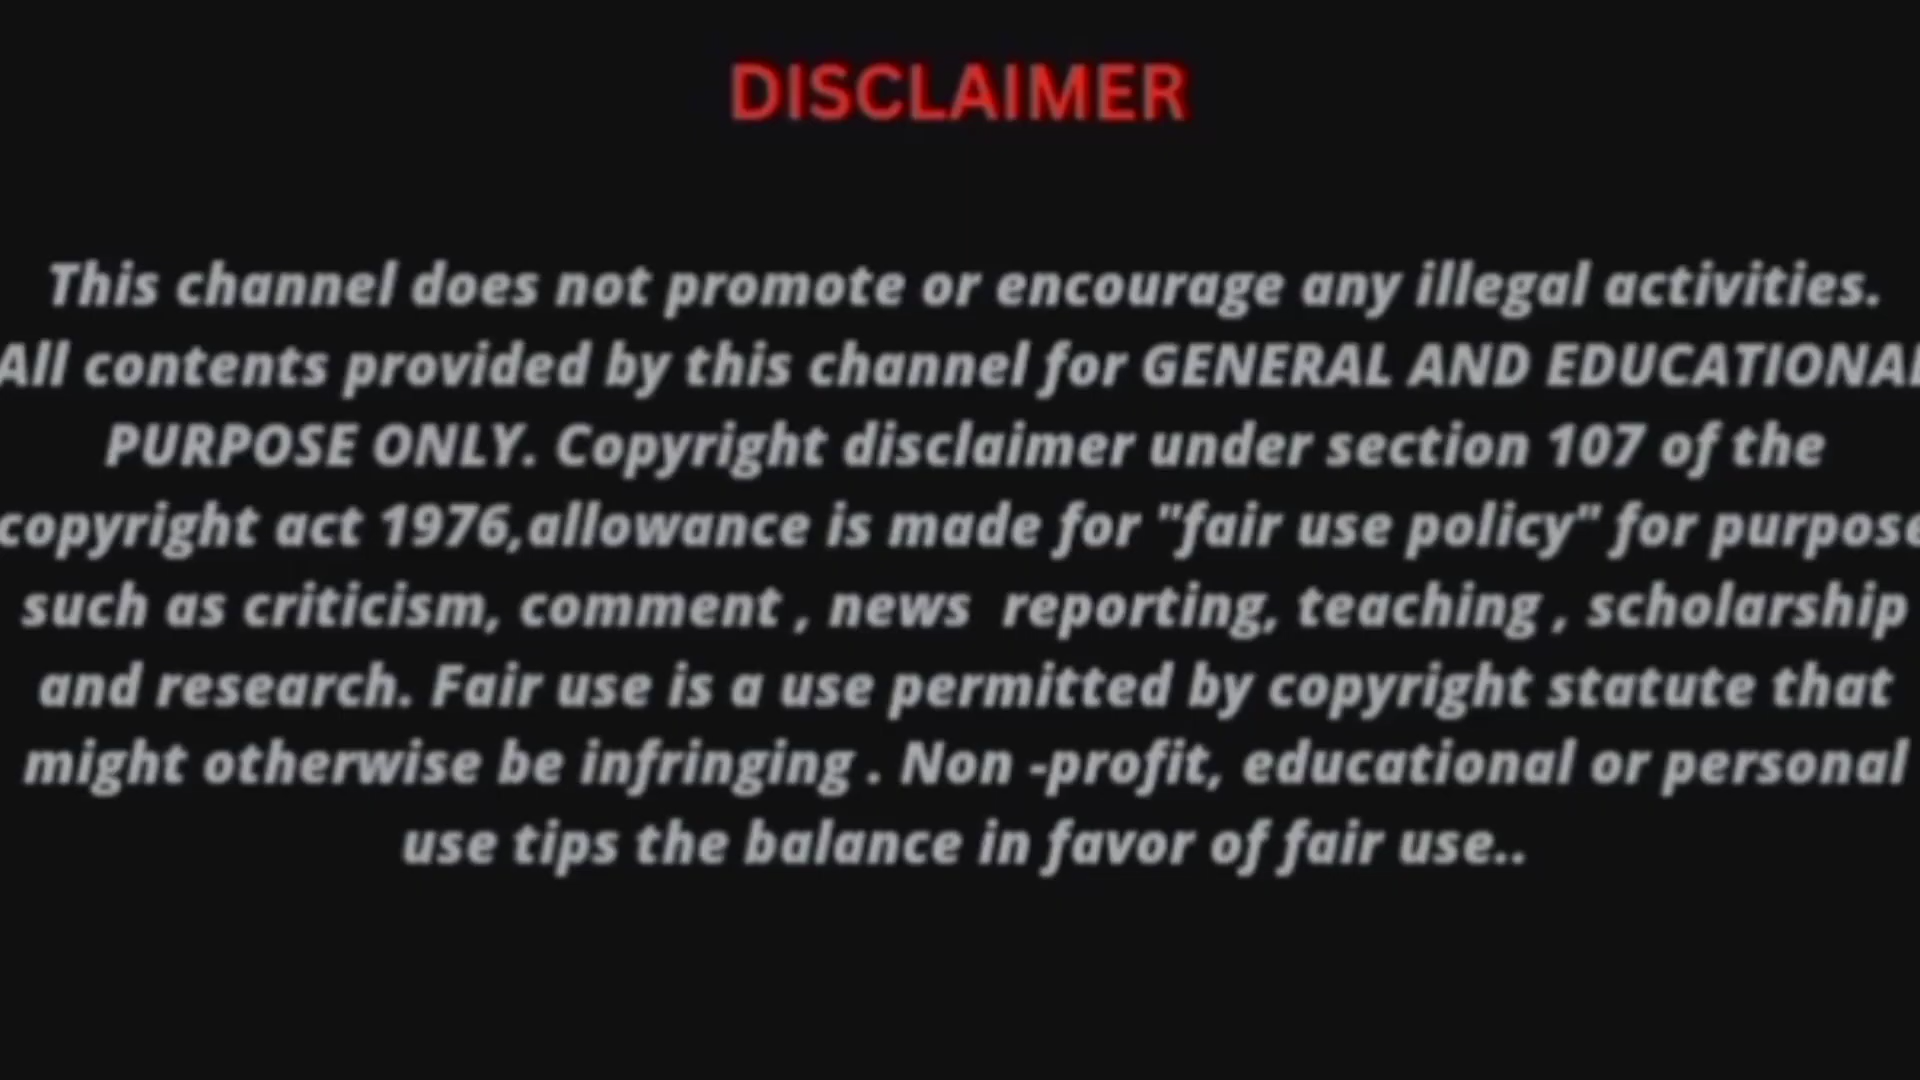 DISCLAIMER
This channel does not promote or encourage any illegal activities.
All contents provided by this channel for GENERAL AND EDUCATIONAL
PURPOSE ONLY. Copyright disclaimer under section 107 of the
copyright act 1976,allowance is made for "fair use policy" for purpose
such as criticism, comment , news  reporting, teaching , scholarship
and research. Fair use is a use permitted by copyright statute that
might otherwise be infringing . Non -profit, educational or personal
use tips the balance in favor of fair use..